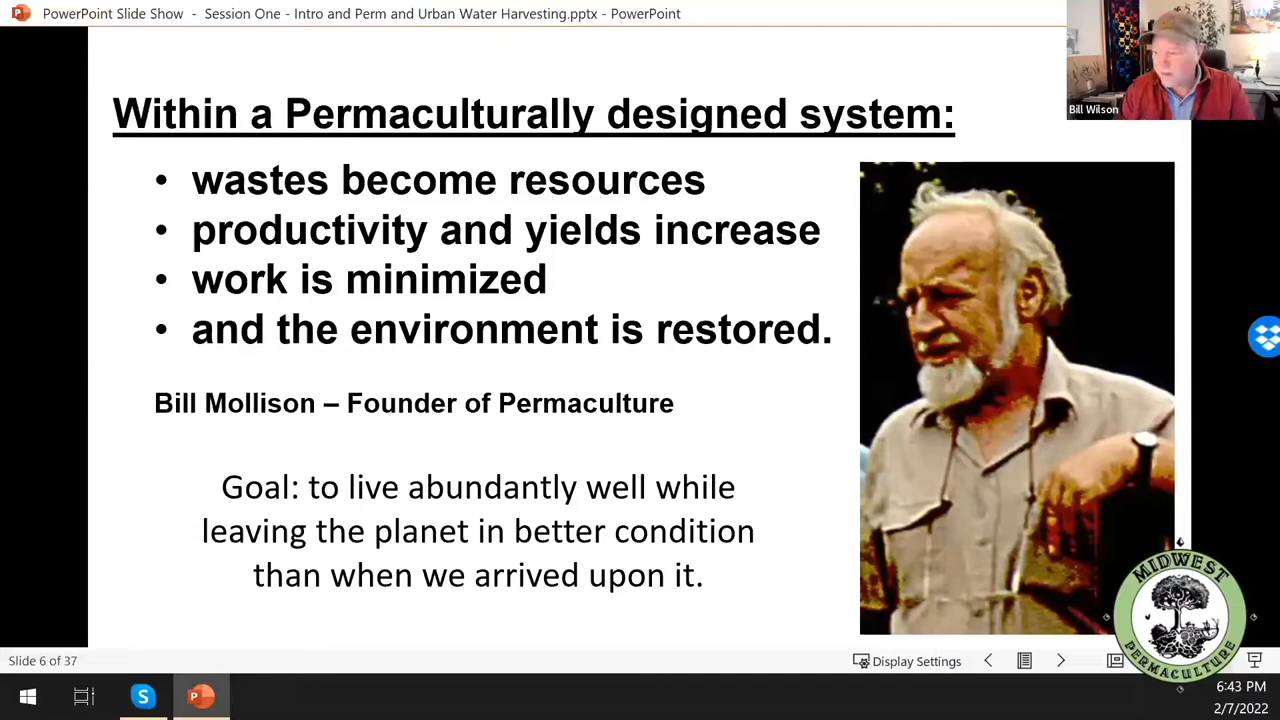 PowerPoint Slide Show - Session One - Intro and Perm and Urban Water Harvesting.pptx - PowerPoint
Bill Wilson
Within a Permaculturally designed system:
• wastes become resources
• productivity and yields increase
• work is minimized
• and the environment is restored.
Bill Mollison – Founder of Permaculture
Goal: to live abundantly well while
leaving the planet in better condition
than when we arrived upon it.
MIDWEST
PERMACULTURE
Slide 6 of 37
Display Settings
6:43 PM
2/7/2022